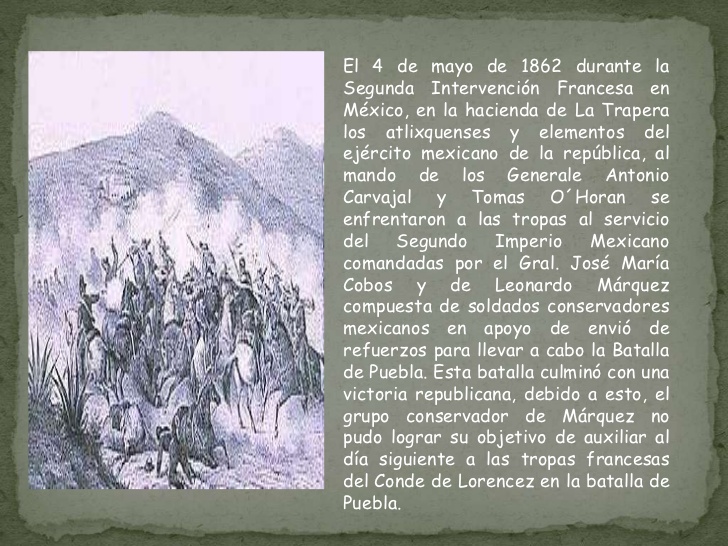 El 4 de mayo de 1862 durante la
Segunda Intervención Francesa en
México, en la hacienda de La Trapera
los atlixquenses y elementos del
ejército mexicano de la república, al
mando de los Generale Antonio
Carvajal y Tomas O´Horan se
enfrentaron a las tropas al servicio
del Segundo Imperio Mexicano
comandadas por el Gral. José María
Cobos y de Leonardo Márquez
compuesta de soldados conservadores
mexicanos en apoyo de envió de
refuerzos para llevar a cabo la Batalla
de Puebla. Esta batalla culminó con una
victoria republicana, debido a esto, el
grupo conservador de Márquez no
pudo lograr su objetivo de auxiliar al
día siguiente a las tropas francesas
del Conde de Lorencez en la batalla de
Puebla.